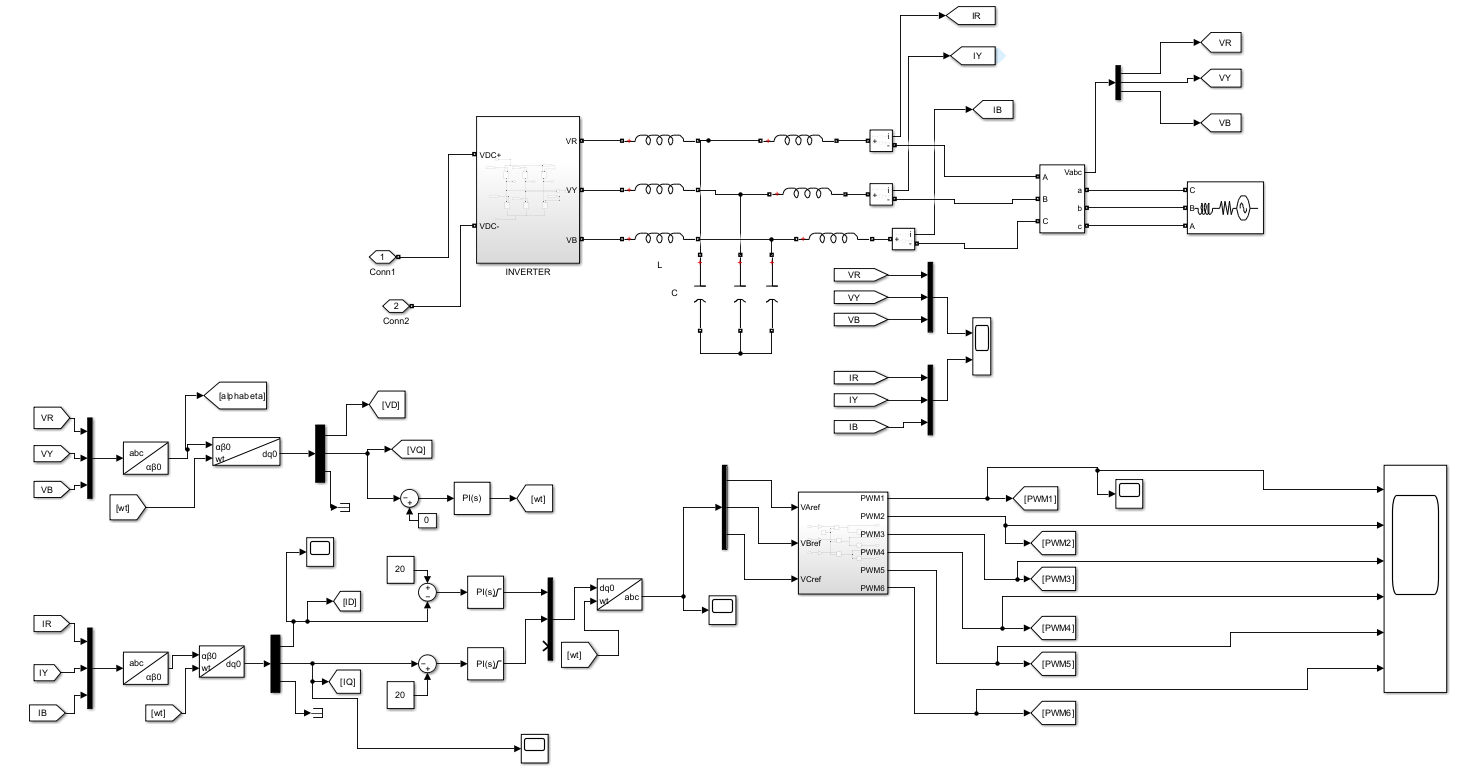 IR
IY
IB
VR
VY
VB
VDC+
VDC-
VR
VY
VB
INVERTER
1
Conn1
2
Conn2
L
C
+
i
-
+
i
-
+
i
-
A
B
C
Vabc
a
b
c
C
B
A
VR
VY
VB
IR
IY
IB
VR
VY
VB
abc
αβ0
[alphabeta]
[wt]
αβ0
wt
dq0
[VD]
[VQ]
0
PI(s)
[wt]
IR
IY
IB
abc
αβ0
[wt]
αβ0
wt
dq0
[ID]
[IQ]
20
20
PI(s)
PI(s)
dq0
wt
abc
[wt]
VAref
VBref
VCref
PWM1
PWM2
PWM3
PWM4
PWM5
PWM6
[PWM1]
[PWM2]
[PWM3]
[PWM4]
[PWM5]
[PWM6]